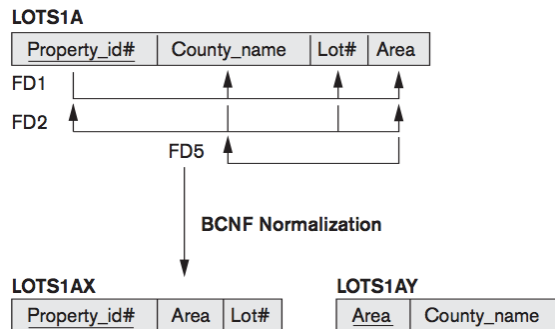 LOTS1A
Property_id# County_name Lot# Area
FD1
FD2
FD5
BCNF Normalization
LOTS1AX LOTS1AY
Property_id# Area Lot# Area County_name